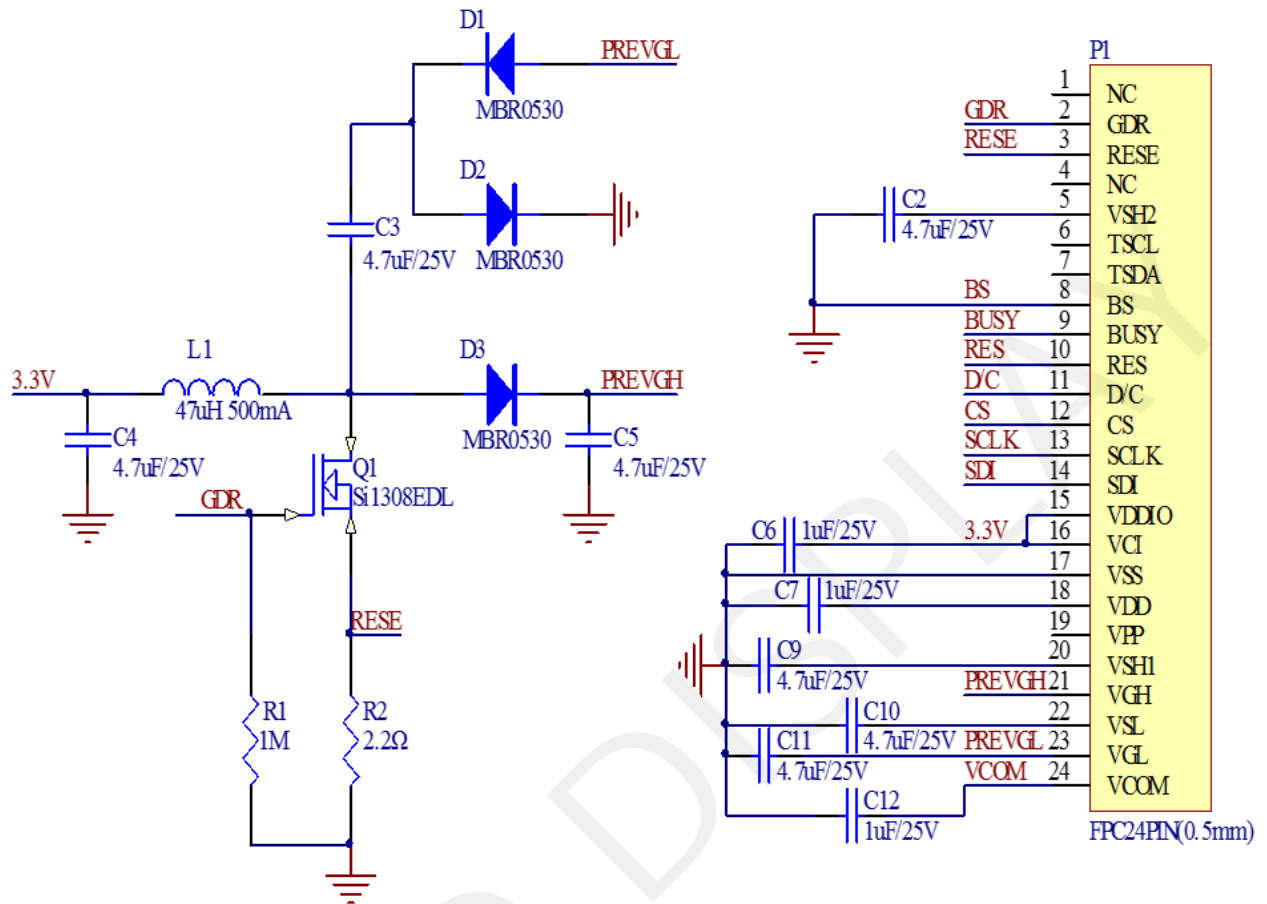 D1
PREVGL
MBR0530
D2
MBR0530
C3
4.7uF/25V
L1
3.3V
47uH 500mA
D3
PREVGH
MBR0530
C4
4.7uF/25V
C5
4.7uF/25V
Q1
Si1308EDL
GDR
RESE
R1
1M
R2
2.2Ω
P1
1 NC
GDR 2 GDR
RESE 3 RESE
4 NC
C2
4.7uF/25V
5 VSH2
6 TSCL
7 TSDA
BS 8 BS
BUSY 9 BUSY
RES 10 RES
D/C 11 D/C
CS 12 CS
SCLK 13 SCLK
SDI 14 SDI
15 VDDIO
C6 1uF/25V 3.3V 16 VCI
17 VSS
C7 1uF/25V 18 VDD
19 VPP
C9
4.7uF/25V
20 VSH1
PREVGH 21 VGH
C10
4.7uF/25V
22 VSL
C11
4.7uF/25V
PREVGL 23 VGL
VCOM 24 VCOM
C12
1uF/25V
FPC24PIN(0.5mm)
DISPLAY